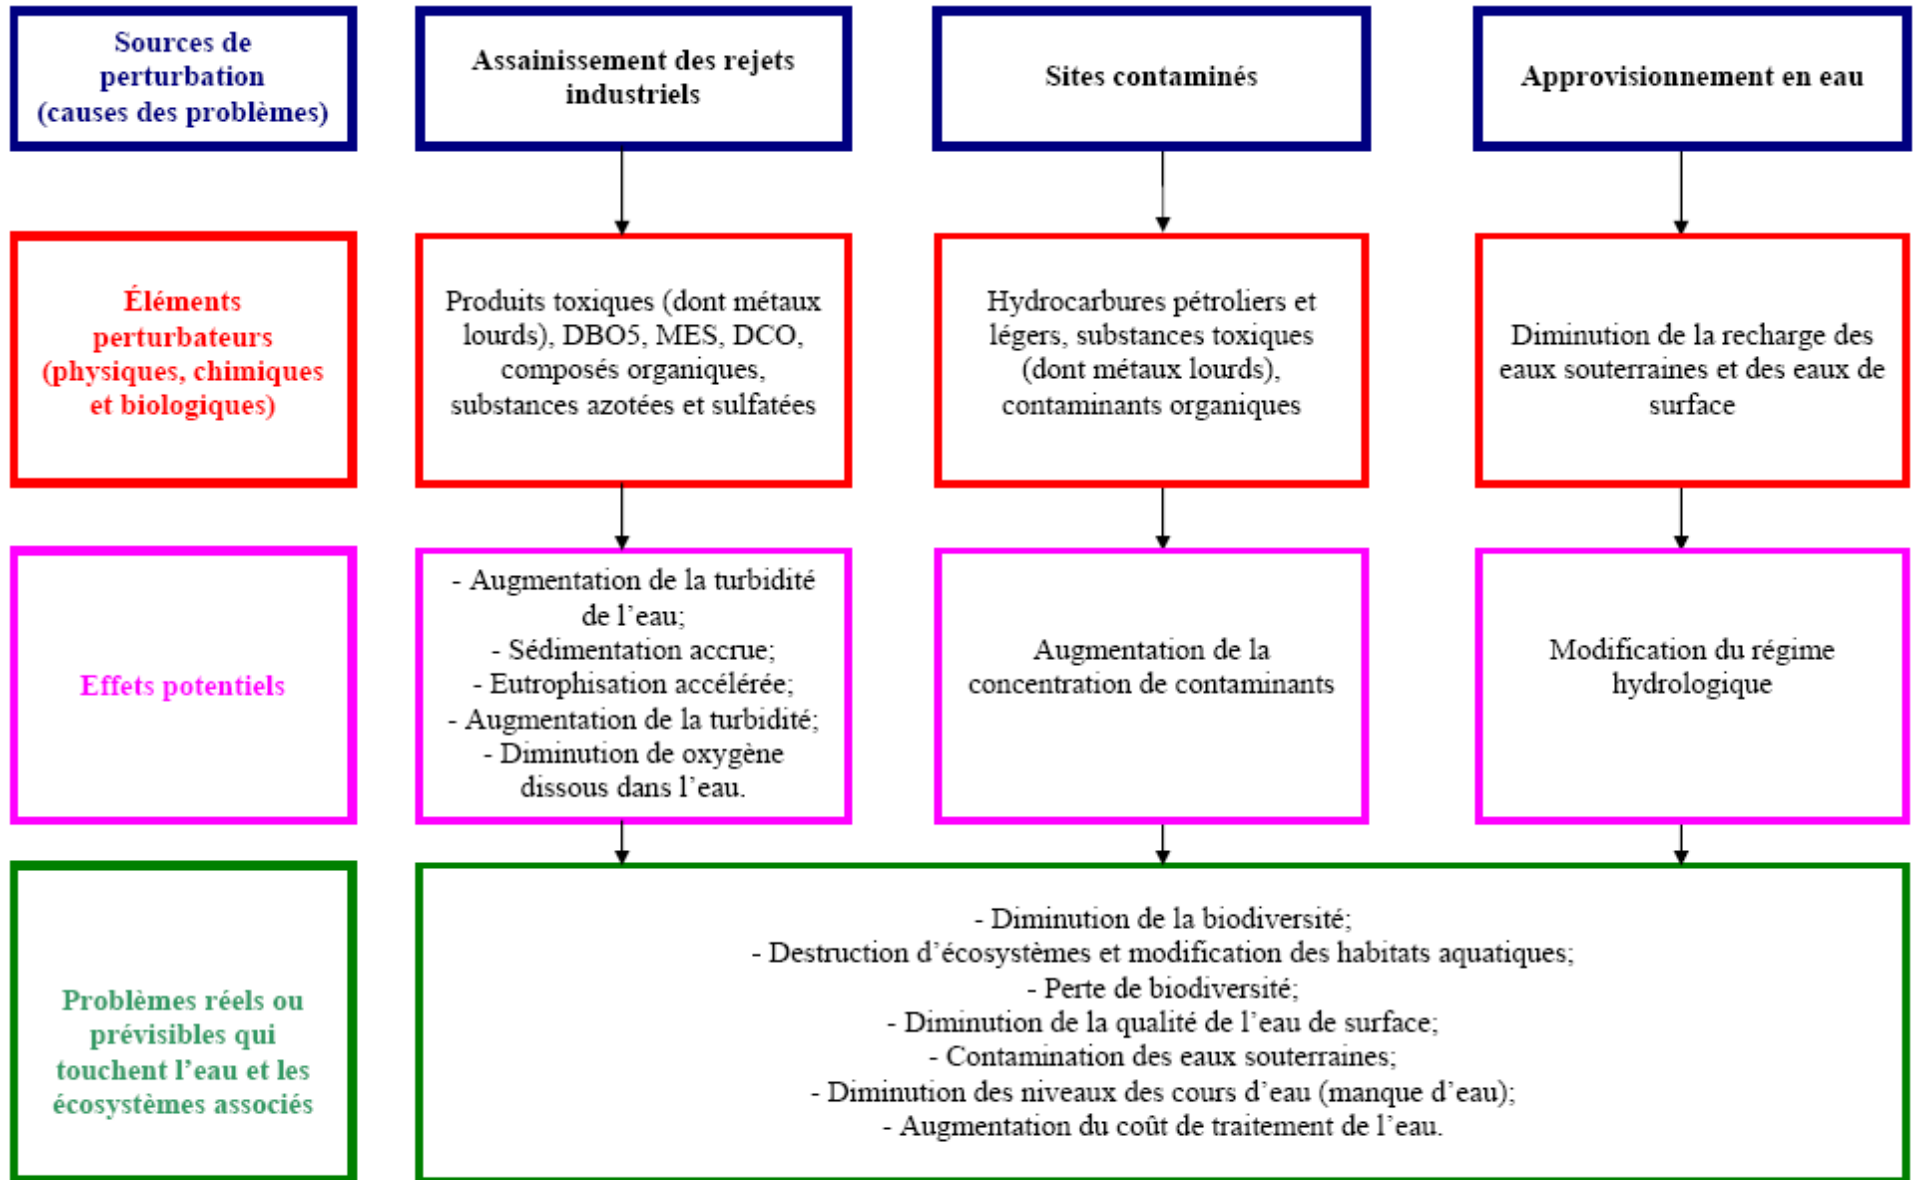 Sources de
perturbation
(causes des problèmes)
Assainissement des rejets
industriels
Sites contaminés
Approvisionnement en eau
Éléments
perturbateurs
(physiques, chimiques
et biologiques)
Produits toxiques (dont métaux
lourds), DBO5, MES, DCO,
composés organiques,
substances azotées et sulfatées
Hydrocarbures pétroliers et
légers, substances toxiques
(dont métaux lourds),
contaminants organiques
Diminution de la recharge des
eaux souterraines et des eaux de
surface
Effets potentiels
- Augmentation de la turbidité
de l’eau;
- Sédimentation accrue;
- Eutrophisation accélérée;
- Augmentation de la turbidité;
- Diminution de oxygène
dissous dans l’eau.
Augmentation de la
concentration de contaminants
Modification du régime
hydrologique
Problèmes réels ou
prévisibles qui
touchent l’eau et les
écosystèmes associés
- Diminution de la biodiversité;
- Destruction d’écosystèmes et modification des habitats aquatiques;
- Perte de biodiversité;
- Diminution de la qualité de l’eau de surface;
- Contamination des eaux souterraines;
- Diminution des niveaux des cours d’eau (manque d’eau);
- Augmentation du coût de traitement de l’eau.